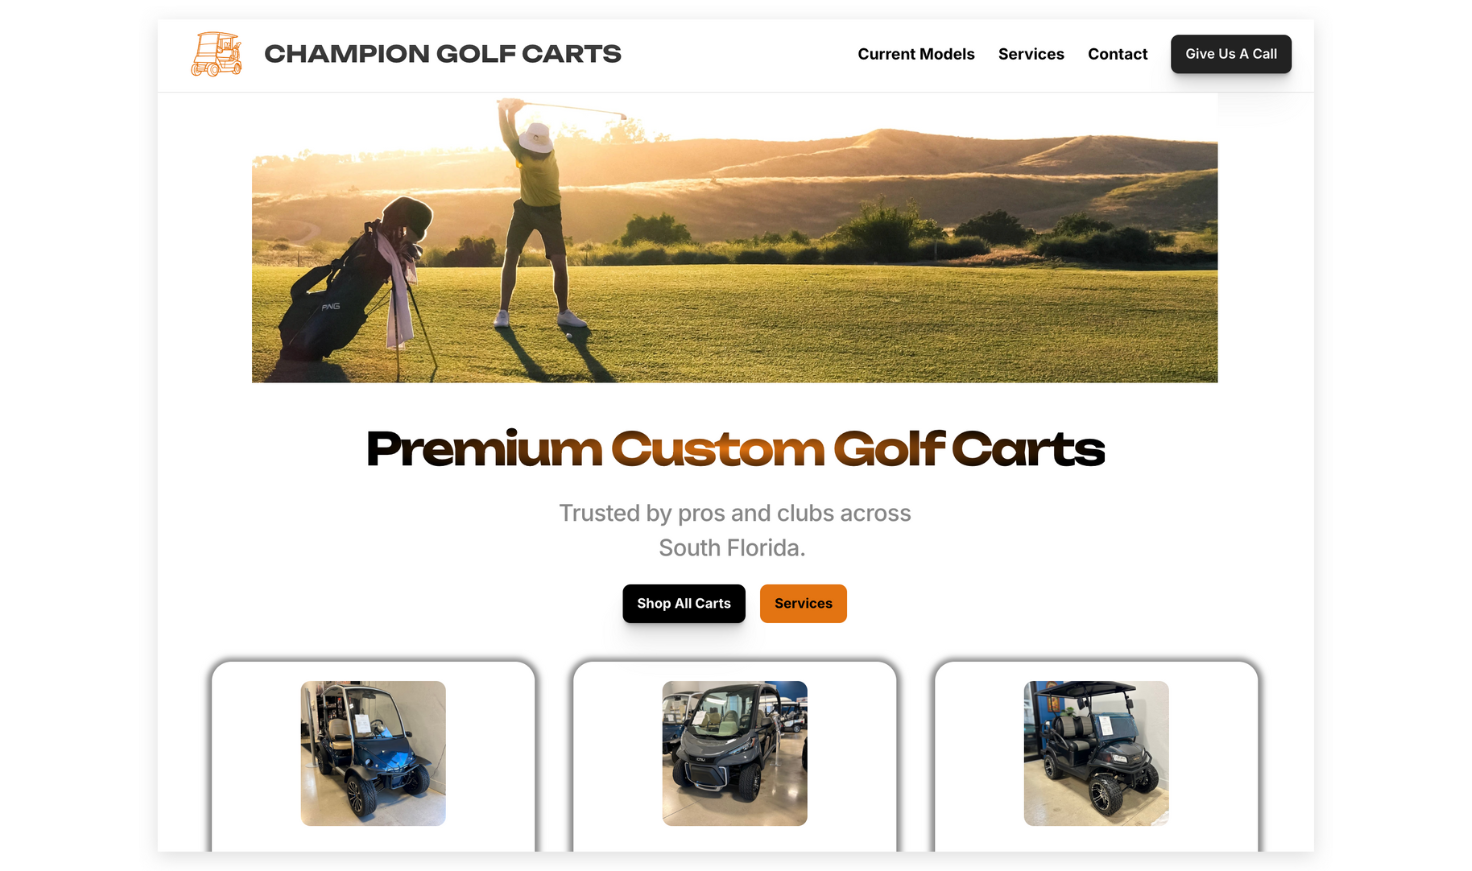 CHAMPION GOLF CARTS
Current Models
Services
Contact
Give Us A Call
PING
Premium Custom Golf Carts
Trusted by pros and clubs across
South Florida.
Shop All Carts
Services